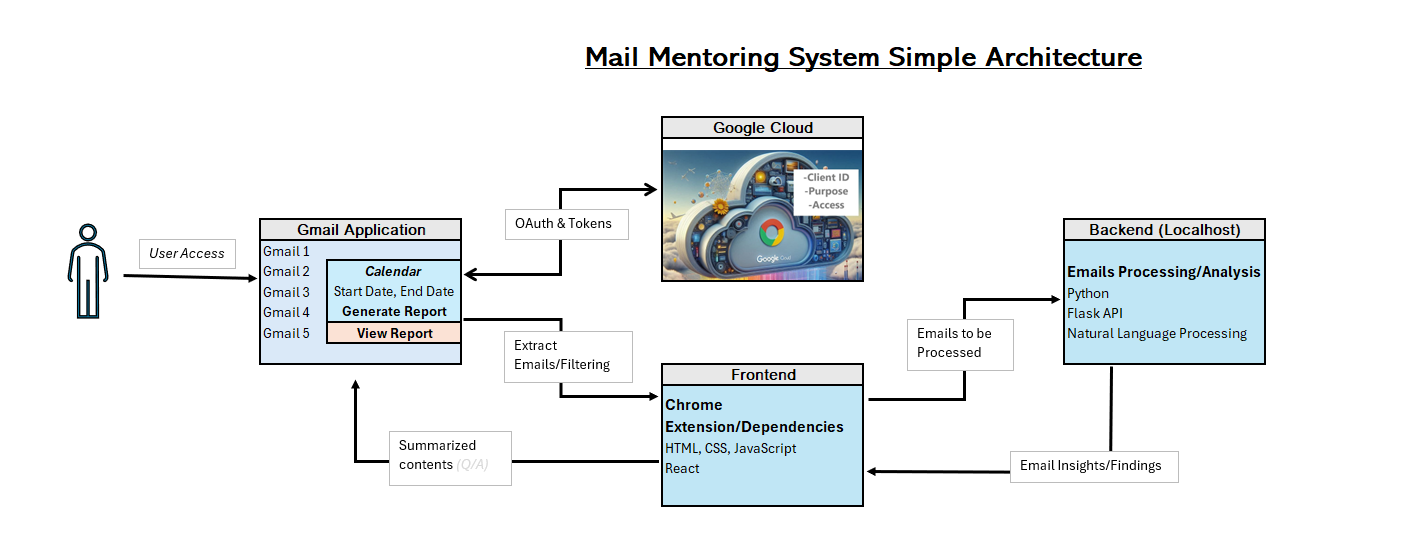 Mail Mentoring System Simple Architecture
Google Cloud
-Client ID
-Purpose
-Access
Google Cloud
OAuth & Tokens
User Access
Gmail Application
Gmail 1
Gmail 2
Gmail 3
Gmail 4
Gmail 5
Calendar
Start Date, End Date
Generate Report
View Report
Extract
Emails/Filtering
Frontend
Chrome
Extension/Dependencies
HTML, CSS, JavaScript
React
Emails to be
Processed
Backend (Localhost)
Emails Processing/Analysis
Python
Flask API
Natural Language Processing
Summarized
contents (Q/A)
Email Insights/Findings